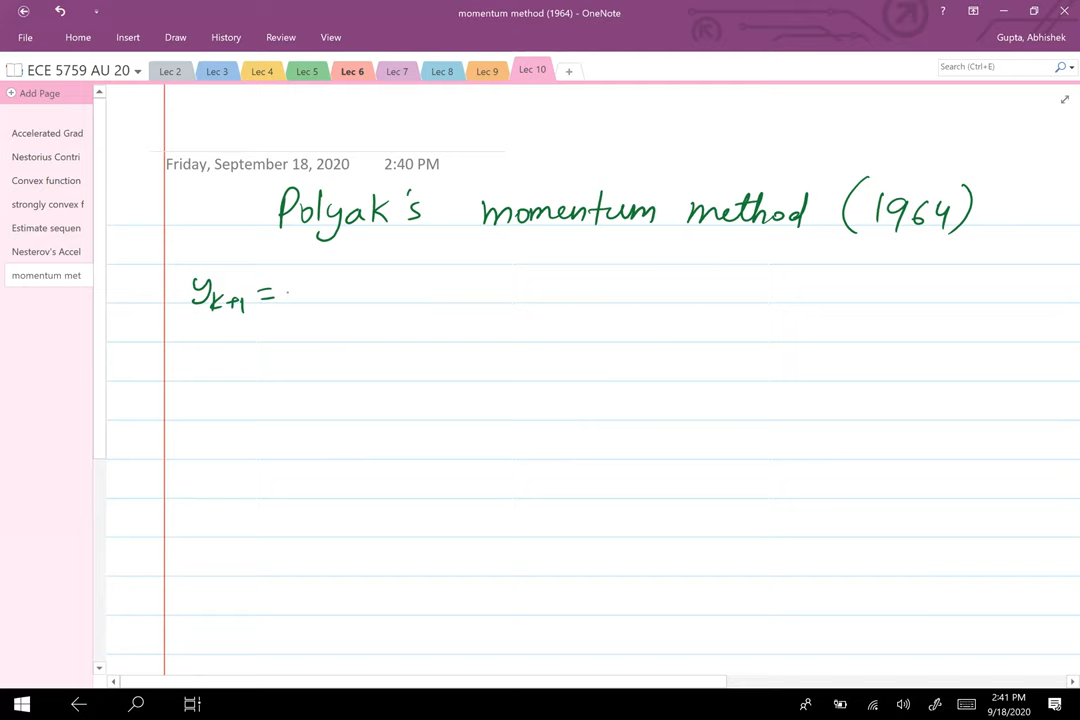 momentum method (1964) - OneNote
?
File Home Insert Draw History Review View
Gupta, Abhishek
ECE 5759 AU 20
Lec 2 Lec 3 Lec 4 Lec 5 Lec 6 Lec 7 Lec 8 Lec 9 Lec 10 +
Search (Ctrl+E)
Add Page
Accelerated Grad
Nestorius Contri
Convex function
strongly convex f
Estimate sequen
Nesterov's Accel
momentum met
Friday, September 18, 2020 2:40 PM
Polyak's momentum method (1964)
y_{k+1} =
2:41 PM
9/18/2020